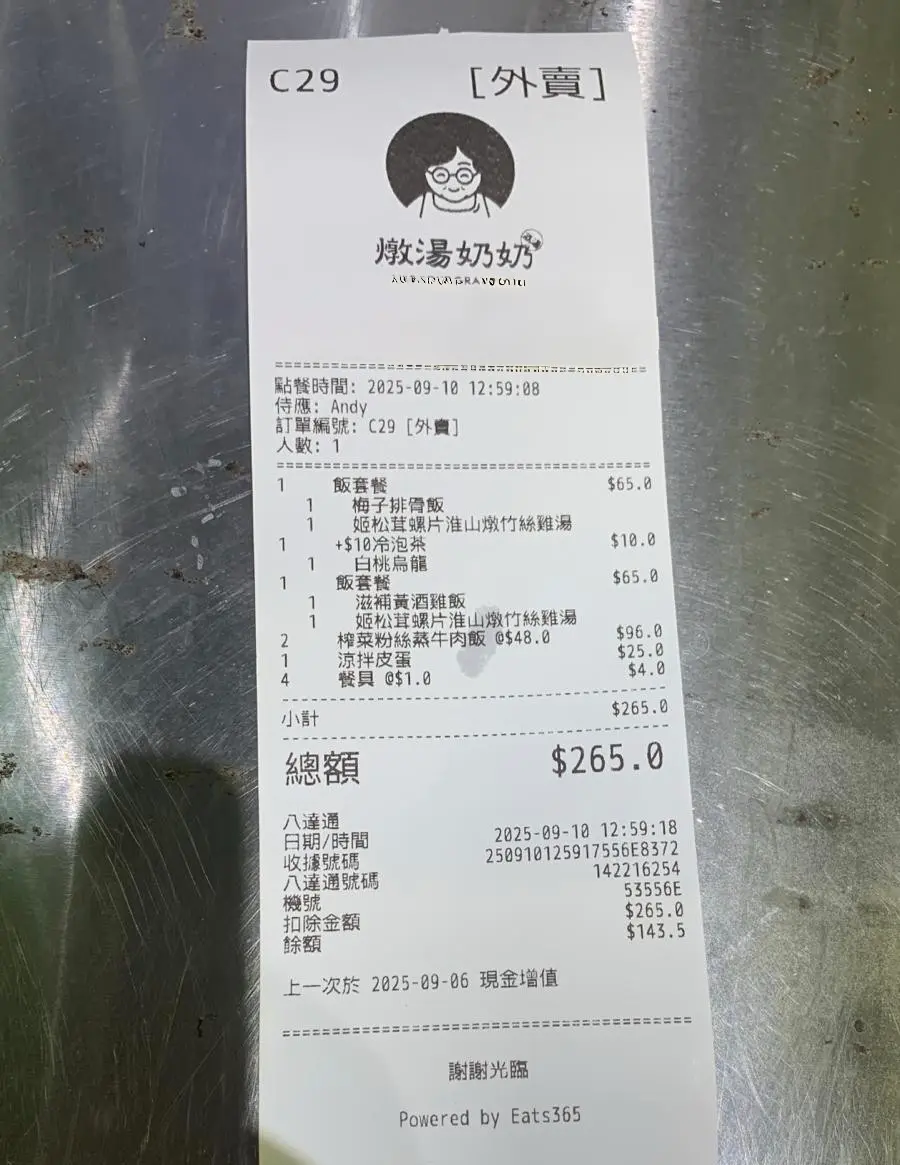 C29 [外賣]
燉湯奶奶
================================
點餐時間: 2025-09-10 12:59:08
侍應: Andy
訂單編號: C29 [外賣]
人數: 1
================================
1 飯套餐 $65.0
1 梅子排骨飯
1 姬松茸螺片淮山燉竹絲雞湯
1 +$10冷泡茶 $10.0
1 白桃烏龍
1 飯套餐 $65.0
1 滋補黃酒雞飯
1 姬松茸螺片淮山燉竹絲雞湯
2 榨菜粉絲蒸牛肉飯 @$48.0 $96.0
1 涼拌皮蛋 $25.0
4 餐具 @$1.0 $4.0
小計 $265.0
總額 $265.0
八達通
日期/時間 2025-09-10 12:59:18
收據號碼 250910125917556E8372
八達通號碼 142216254
機號 53556E
扣除金額 $265.0
餘額 $143.5
上一次於 2025-09-06 現金增值
================================
謝謝光臨
Powered by Eats365